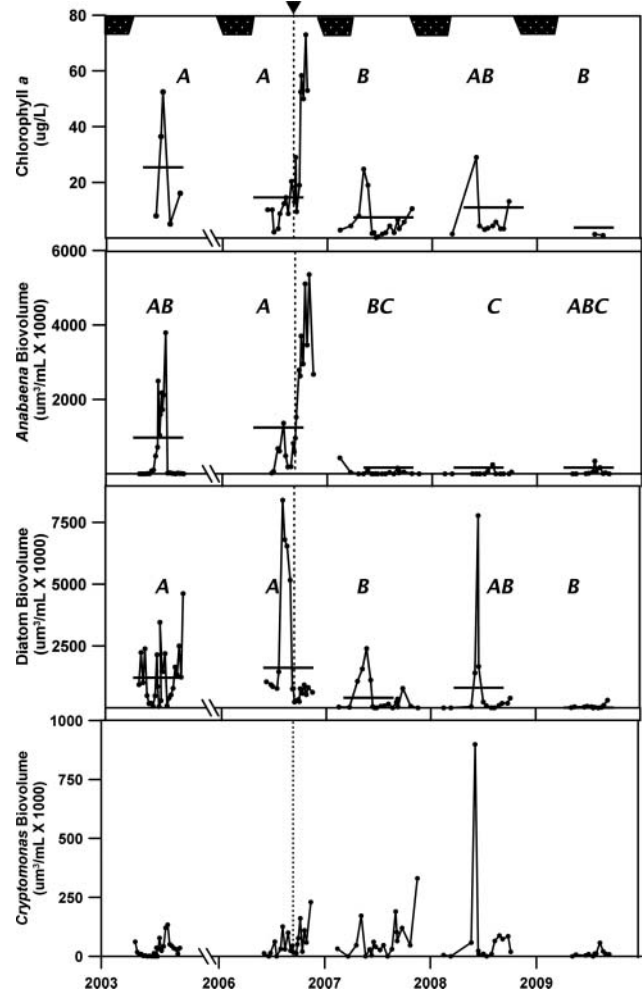 Chlorophyll a
(ug/L)
80
60
40
20
A
A
B
AB
B
Anabaena Biovolume
(um³/mL X 1000)
6000
4000
2000
0
AB
A
BC
C
ABC
Diatom Biovolume
(um³/mL X 1000)
7500
5000
2500
0
A
A
B
AB
B
Cryptomonas Biovolume
(um³/mL X 1000)
1000
750
500
250
0
2003
2006
2007
2008
2009